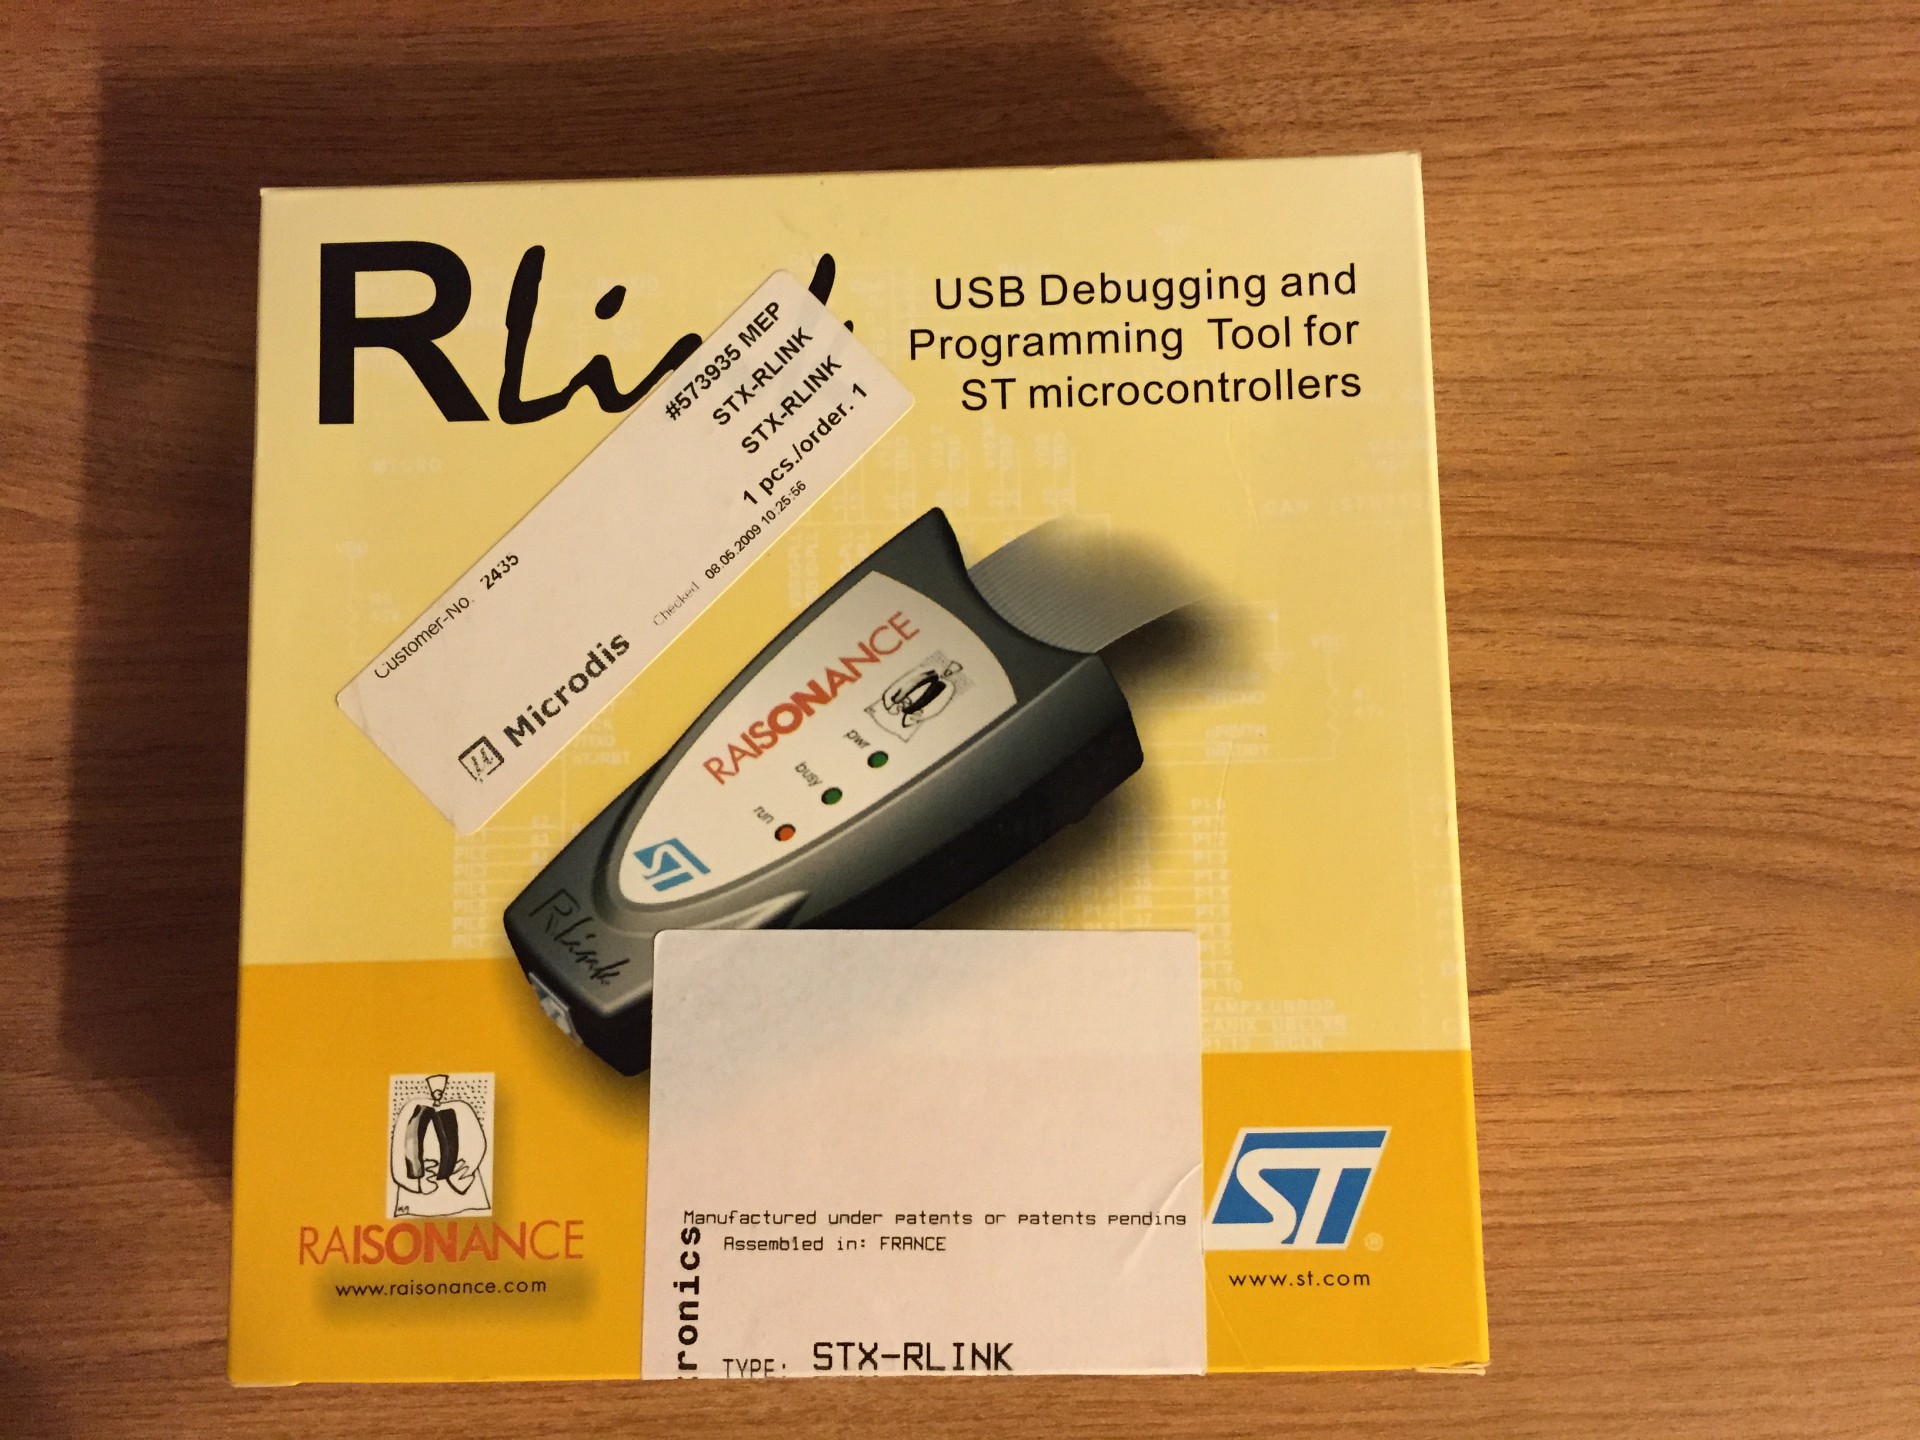 RLink
USB Debugging and
Programming Tool for
ST microcontrollers
#573935 MEP
STX-RLINK
STX-RLINK
1 pcs./order. 1
Customer-No. 2435
Checked 08.05.2009 10:25:56
µ Microdis
RAISONANCE
pwr
busy
run
ST
RLink
RAISONANCE
www.raisonance.com
Manufactured under patents or patents pending
Assembled in: FRANCE
ronics
TYPE: STX-RLINK
ST®
www.st.com